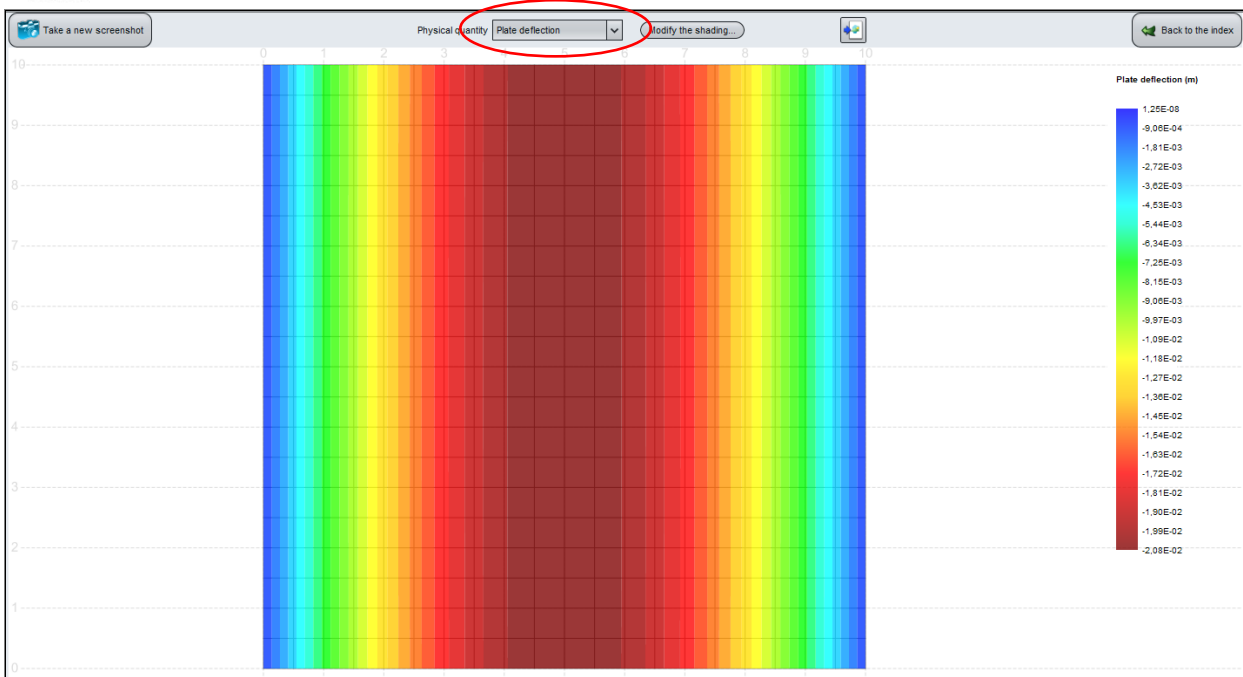 Take a new screenshot
Physical quantity Plate deflection Modify the shading...
Back to the index
0 1 2 3 4 5 6 7 8 9 10
10
9
8
7
6
5
4
3
2
1
0
Plate deflection (m)
1,25E-08
-9,06E-04
-1,81E-03
-2,72E-03
-3,62E-03
-4,53E-03
-5,44E-03
-6,34E-03
-7,25E-03
-8,15E-03
-9,06E-03
-9,97E-03
-1,09E-02
-1,18E-02
-1,27E-02
-1,36E-02
-1,45E-02
-1,54E-02
-1,63E-02
-1,72E-02
-1,81E-02
-1,90E-02
-1,99E-02
-2,08E-02